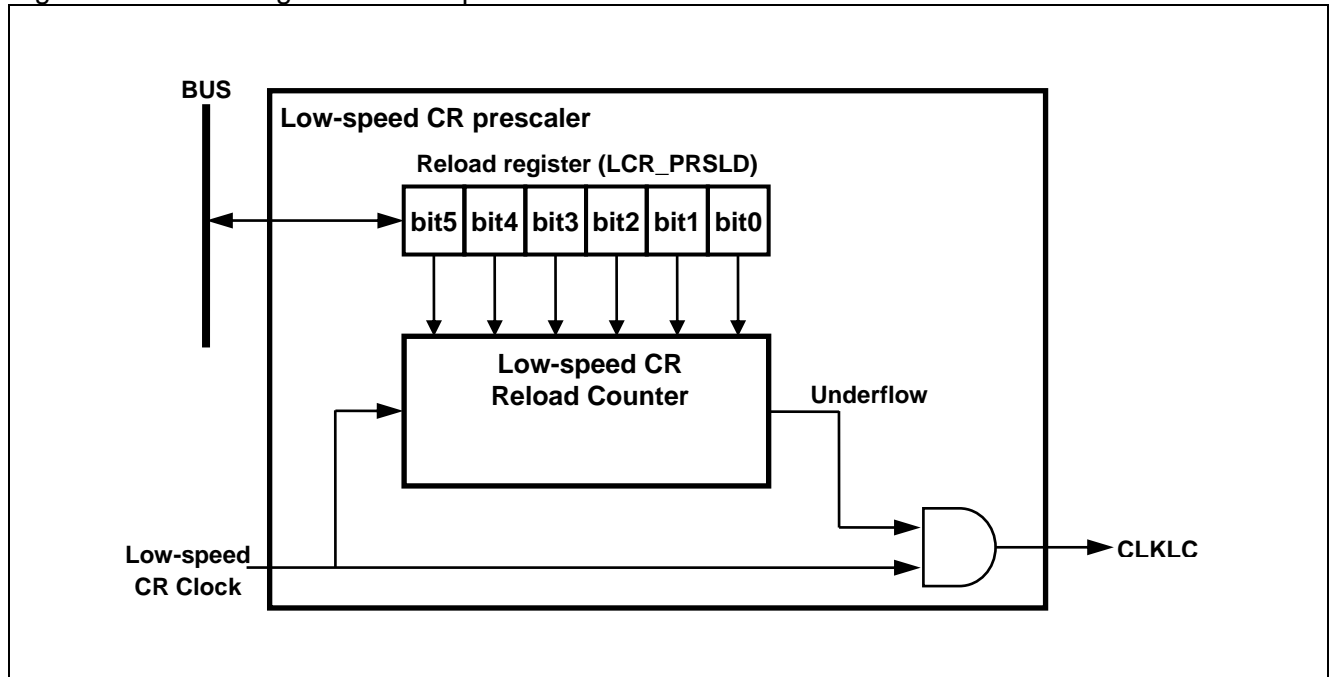 BUS
Low-speed CR prescaler
Reload register (LCR_PRSLD)
bit5 bit4 bit3 bit2 bit1 bit0
Low-speed CR
Reload Counter
Underflow
Low-speed
CR Clock
CLKLC